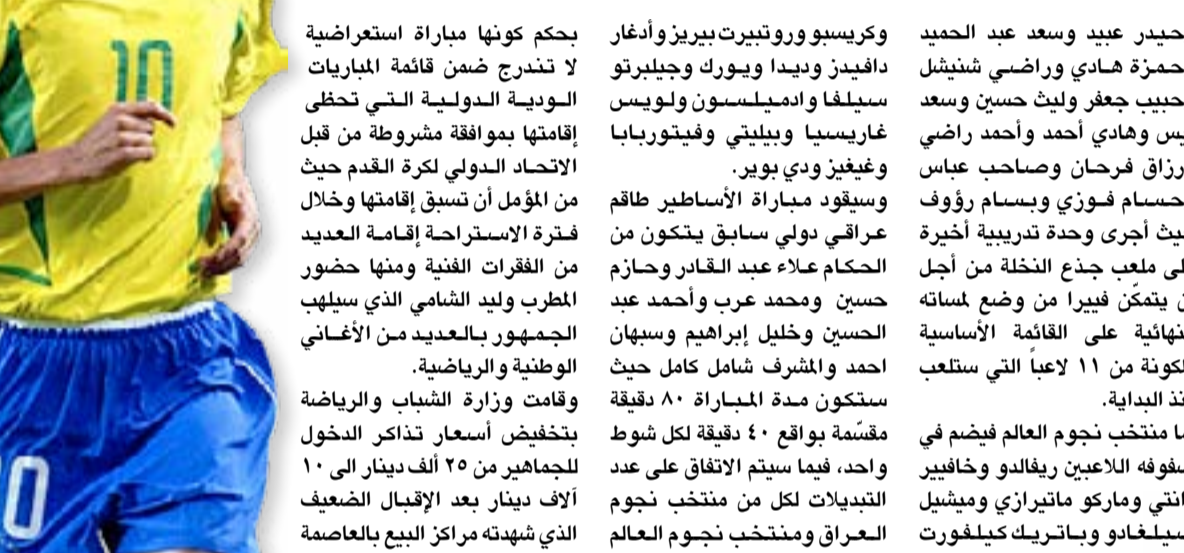 حيدر عبيد وسعد عبد الحميد
حمزة هادي وراضي شنيشل
حبيب جعفر وليث حسين وسعد
وهادي أحمد وأحمد راضي
رزاق فرحان وصاحب عباس
حسام فوزي وبسام رؤوف
أجرى وحدة تدريبية أخيرة
ملعب جذع النخلة من أجل
يتمكّن فييرا من وضع لمساته
على القائمة الأساسية
من ١١ لاعباً التي ستلعب
البداية.
منتخب نجوم العالم فيضم في
صفوفه اللاعبين ريفالدو وخافيير
وماركو ماتيرازي وميشيل
سيلغادو وباتريك كيلفورت
وكريسبو وروتبيرت بيريز وأدغار
دافيدز وديدا ويورك وجيلبرتو
سيلفا وادميلسون ولويس
غارييسيا وبيليتي وفيتوربابا
وغيغيز ودي بوير.
وسيقود مباراة الأساطير طاقم
عراقي دولي سابق يتكون من
الحكام علاء عبد القادر وحازم
حسين ومحمد عرب وأحمد عبد
الحسين وخليل إبراهيم وسبهان
احمد والمشرف شامل كامل حيث
ستكون مدة المباراة ٨٠ دقيقة
مقسّمة بواقع ٤٠ دقيقة لكل شوط
واحد، فيما سيتم الاتفاق على عدد
التبديلات لكل من منتخب نجوم
العراق ومنتخب نجوم العالم
بحكم كونها مباراة استعراضية
لا تندرج ضمن قائمة المباريات
الودية الدولية التي تحظى
إقامتها بموافقة مشروطة من قبل
الاتحاد الدولي لكرة القدم حيث
من المؤمل أن تسبق إقامتها وخلال
فترة الاستراحة إقامة العديد
من الفقرات الفنية ومنها حضور
المطرب وليد الشامي الذي سيلهب
الجمهور بالعديد من الأغاني
الوطنية والرياضية.
وقامت وزارة الشباب والرياضة
بتخفيض أسعار تذاكر الدخول
للجماهير من ٢٥ ألف دينار الى ١٠
آلاف دينار بعد الإقبال الضعيف
الذي شهدته مراكز البيع بالعاصمة
10